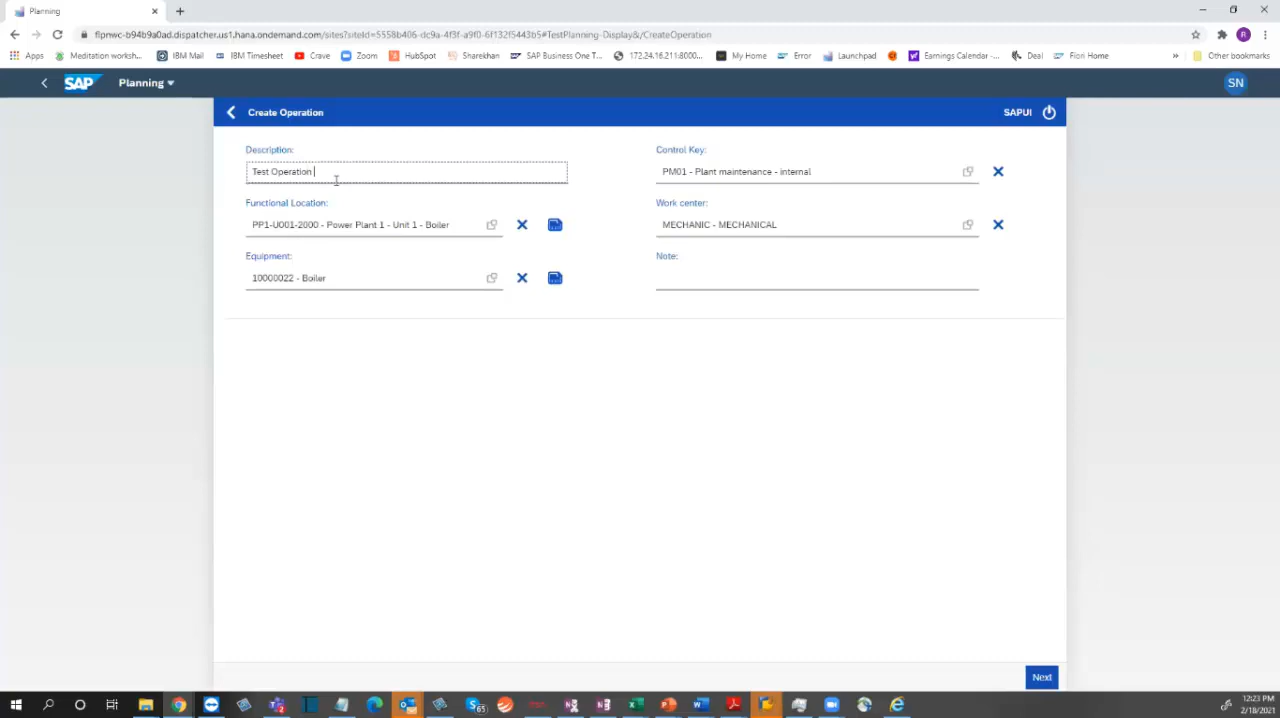 Planning
flpnwc-b94b9a0ad.dispatcher.us1.hana.ondemand.com/sites?siteId=5558b406-dc9a-4f3f-a9f0-6f132f5443b5#TestPlanning-Display&/CreateOperation
Apps Meditation worksh... IBM Mail IBM Timesheet Crave Zoom HubSpot Sharekhan SAP Business One T... 172.24.16.211:8000... My Home Error Launchpad Earnings Calendar -... Deal Fiori Home » Other bookmarks
SAP Planning SN
Create Operation SAPUI
Description: Control Key:
Test Operation PM01 - Plant maintenance - internal
Functional Location: Work center:
PP1-U001-2000 - Power Plant 1 - Unit 1 - Boiler MECHANIC - MECHANICAL
Equipment: Note:
10000022 - Boiler
Next
12:23 PM
2/18/2021